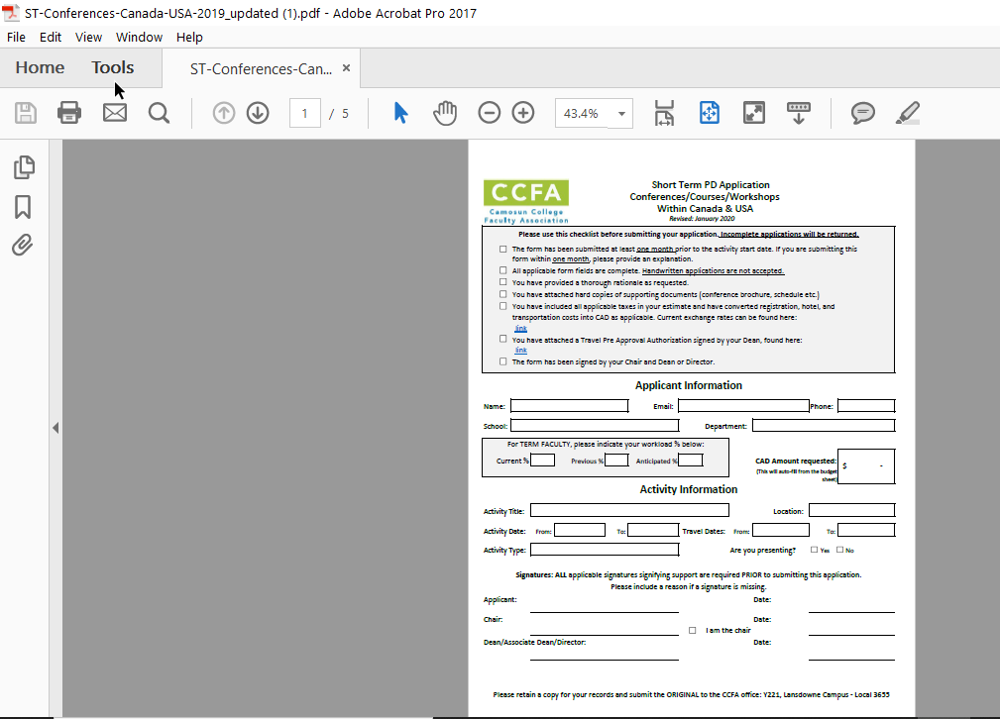 ST-Conferences-Canada-USA-2019_updated (1).pdf - Adobe Acrobat Pro 2017
File Edit View Window Help
Home Tools ST-Conferences-Can... ×
1 / 5 43.4%
CCFA
Camosun College
Faculty Association
Short Term PD Application
Conferences/Courses/Workshops
Within Canada & USA
Revised: January 2020
Please use this checklist before submitting your application. Incomplete applications will be returned.
The form has been submitted at least one month prior to the activity start date. If you are submitting this
form within one month, please provide an explanation.
All applicable form fields are complete. Handwritten applications are not accepted.
You have provided a thorough rationale as requested.
You have attached hard copies of supporting documents (conference brochure, schedule etc.)
You have included all applicable taxes in your estimate and have converted registration, hotel, and
transportation costs into CAD as applicable. Current exchange rates can be found here:
link
You have attached a Travel Pre Approval Authorization signed by your Dean, found here:
link
The form has been signed by your Chair and Dean or Director.
Applicant Information
Name: Email: Phone:
School: Department:
For TERM FACULTY, please indicate your workload % below:
Current % Previous % Anticipated %
CAD Amount requested: $ -
(This will auto-fill from the budget
sheet)
Activity Information
Activity Title: Location:
Activity Date: From: To: Travel Dates: From: To:
Activity Type: Are you presenting? Yes No
Signatures: ALL applicable signatures signifying support are required PRIOR to submitting this application.
Please include a reason if a signature is missing.
Applicant: Date:
Chair: Date:
I am the chair
Dean/Associate Dean/Director: Date:
Please retain a copy for your records and submit the ORIGINAL to the CCFA office: Y221, Lansdowne Campus - Local 3655